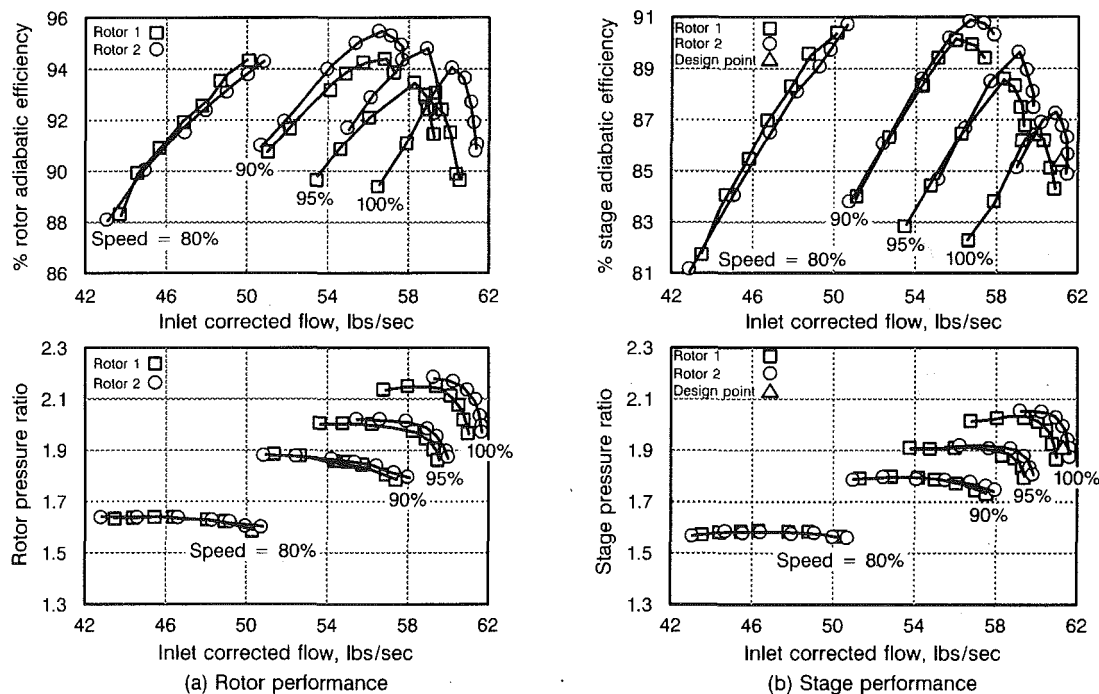 96
94
92
90
88
86
% rotor adiabatic efficiency
Rotor 1
Rotor 2
90%
95%
100%
Speed = 80%
42 46 50 54 58 62
Inlet corrected flow, lbs/sec
91
89
87
85
83
81
% stage adiabatic efficiency
Rotor 1
Rotor 2
Design point
90%
95%
100%
Speed = 80%
42 46 50 54 58 62
Inlet corrected flow, lbs/sec
2.3
2.1
1.9
1.7
1.5
1.3
Rotor pressure ratio
Rotor 1
Rotor 2
100%
95%
90%
Speed = 80%
42 46 50 54 58 62
Inlet corrected flow, lbs/sec
(a) Rotor performance
2.3
2.1
1.9
1.7
1.5
1.3
Stage pressure ratio
Rotor 1
Rotor 2
Design point
100%
95%
90%
Speed = 80%
42 46 50 54 58 62
Inlet corrected flow, lbs/sec
(b) Stage performance